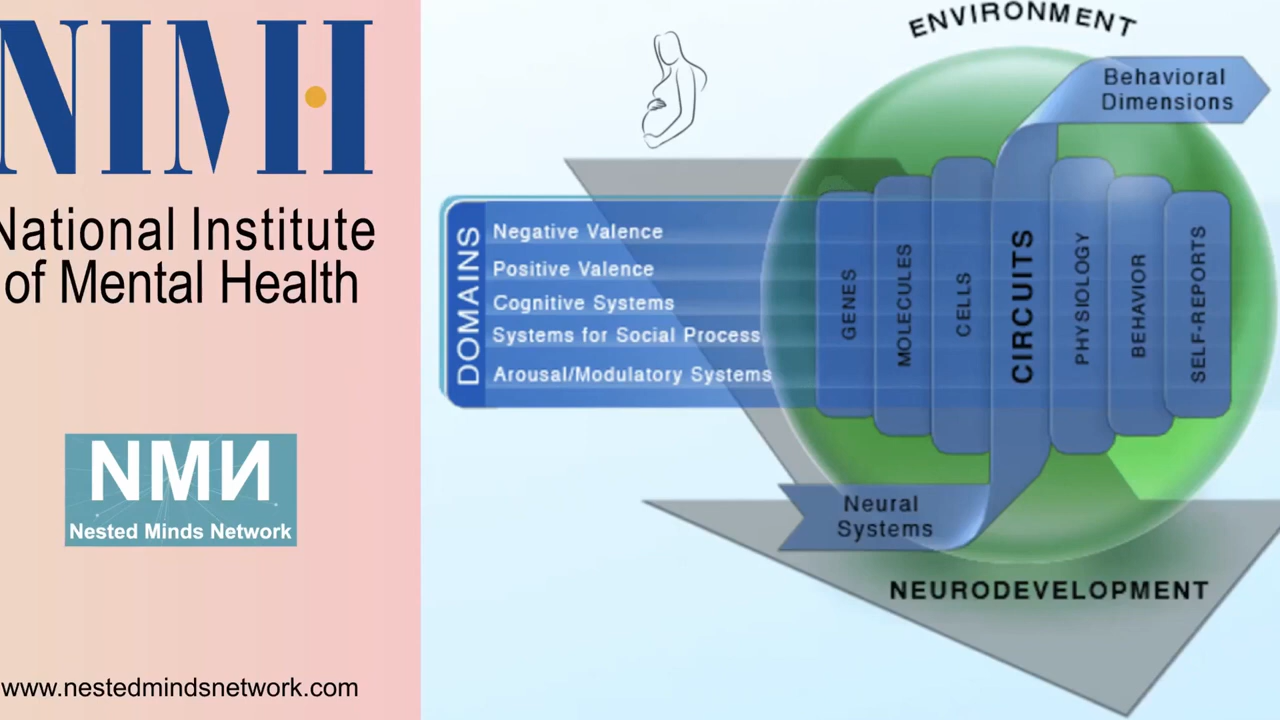 NIMH
National Institute
of Mental Health
NMN
Nested Minds Network
www.nestedmindsnetwork.com
ENVIRONMENT
Behavioral
Dimensions
DOMAINS
Negative Valence
Positive Valence
Cognitive Systems
Systems for Social Process
Arousal/Modulatory Systems
GENES
MOLECULES
CELLS
CIRCUITS
PHYSIOLOGY
BEHAVIOR
SELF-REPORTS
Neural
Systems
NEURODEVELOPMENT